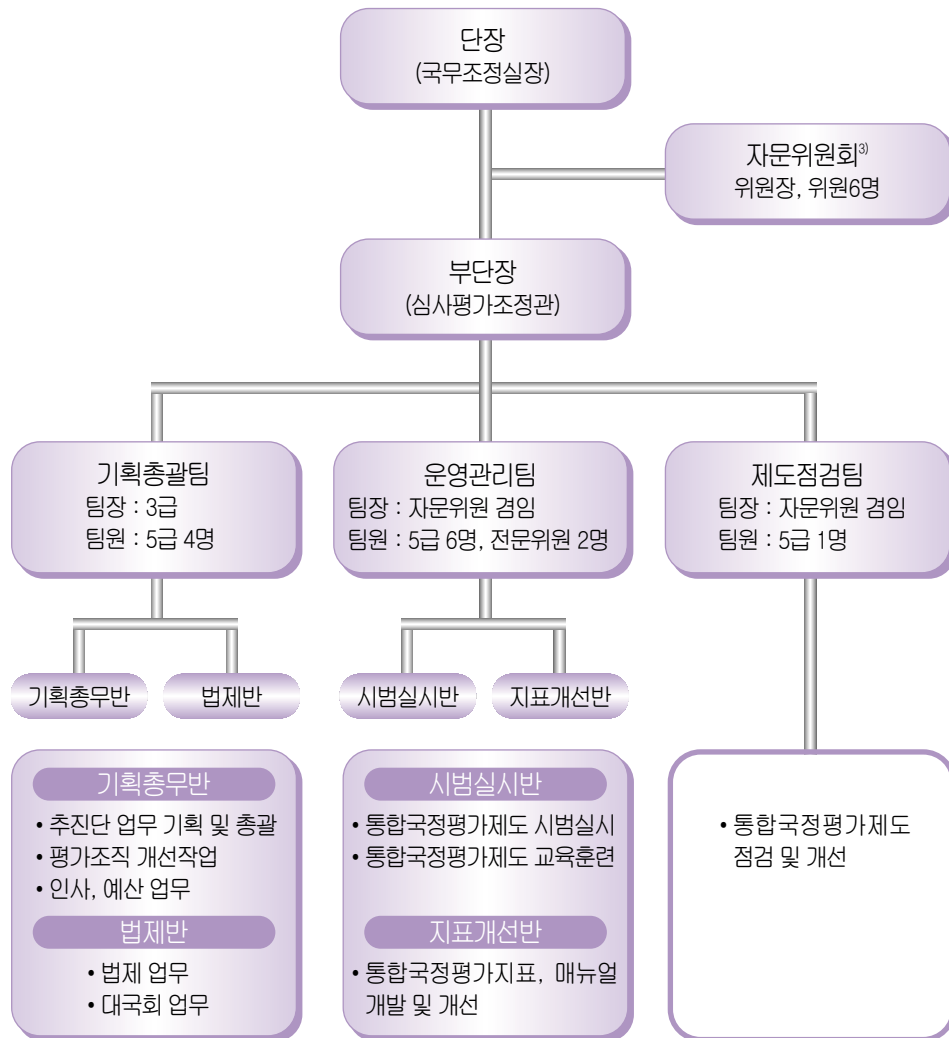 단장
(국무조정실장)
자문위원회3)
위원장, 위원6명
부단장
(심사평가조정관)
기획총괄팀
팀장 : 3급
팀원 : 5급 4명
운영관리팀
팀장 : 자문위원 겸임
팀원 : 5급 6명, 전문위원 2명
제도점검팀
팀장 : 자문위원 겸임
팀원 : 5급 1명
기획총무반
법제반
시범실시반
지표개선반
기획총무반
• 추진단 업무 기획 및 총괄
• 평가조직 개선작업
• 인사, 예산 업무
법제반
• 법제 업무
• 대국회 업무
시범실시반
• 통합국정평가제도 시범실시
• 통합국정평가제도 교육훈련
지표개선반
• 통합국정평가지표, 매뉴얼
개발 및 개선
• 통합국정평가제도
점검 및 개선